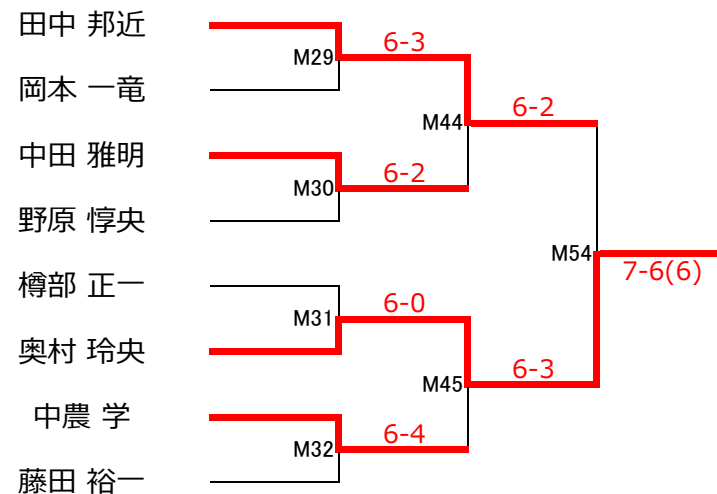 田中 邦近
M29
6-3
岡本 一竜
M44
6-2
中田 雅明
M30
6-2
野原 惇央
M54
7-6(6)
樽部 正一
M31
6-0
奥村 玲央
M45
6-3
中農 学
M32
6-4
藤田 裕一